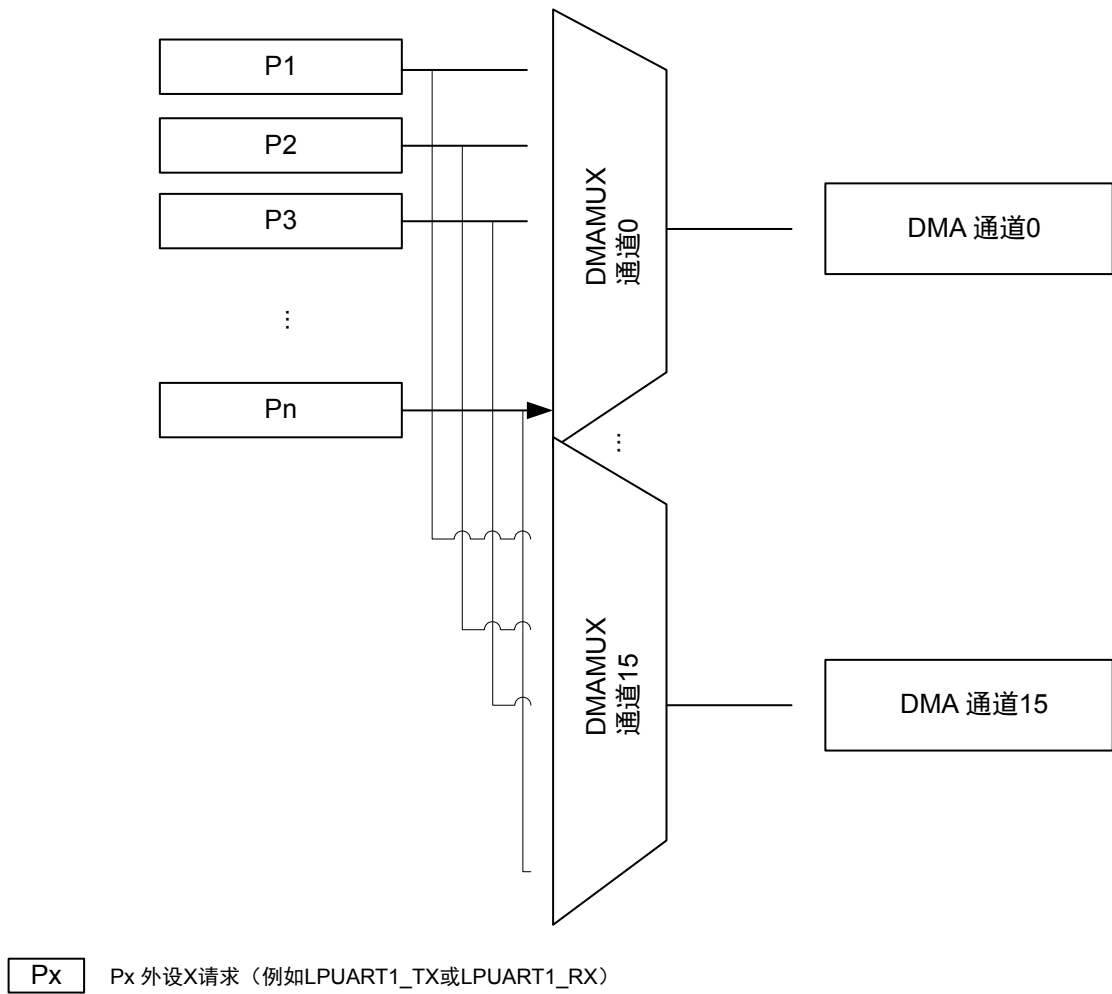 P1
P2
P3
...
Pn
DMAMUX
通道0
DMA 通道0
...
DMAMUX
通道15
DMA 通道15
Px
Px 外设X请求（例如LPUART1_TX或LPUART1_RX）